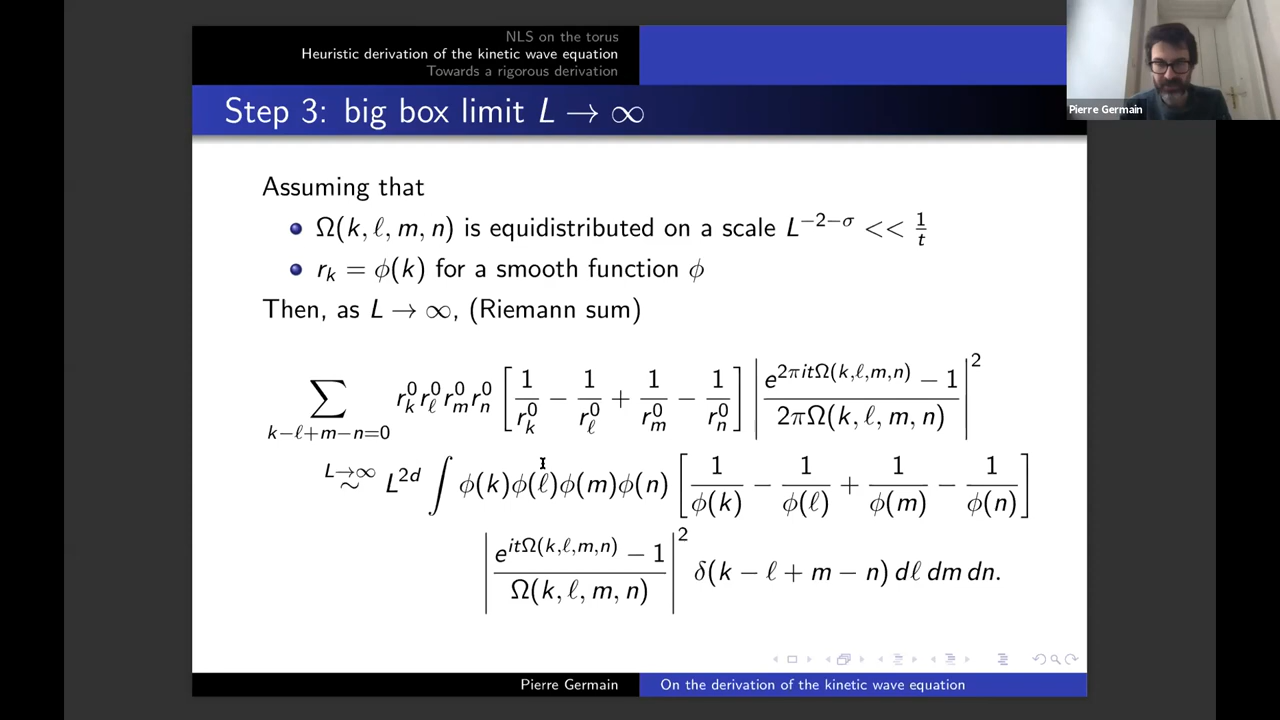 NLS on the torus
Heuristic derivation of the kinetic wave equation
Towards a rigorous derivation
Step 3: big box limit L → ∞
Pierre Germain
Assuming that
Ω(k, ℓ, m, n) is equidistributed on a scale L^{−2−σ} << 1/t
r_k = ϕ(k) for a smooth function ϕ
Then, as L → ∞, (Riemann sum)
∑_{k−ℓ+m−n=0} r_k^0 r_ℓ^0 r_m^0 r_n^0 [1/r_k^0 − 1/r_ℓ^0 + 1/r_m^0 − 1/r_n^0] |(e^{2πitΩ(k,ℓ,m,n)} − 1)/(2πΩ(k, ℓ, m, n))|^2
∼^{L→∞} L^{2d} ∫ ϕ(k)ϕ(ℓ)ϕ(m)ϕ(n) [1/ϕ(k) − 1/ϕ(ℓ) + 1/ϕ(m) − 1/ϕ(n)]
|(e^{itΩ(k,ℓ,m,n)} − 1)/(Ω(k, ℓ, m, n))|^2 δ(k − ℓ + m − n) dℓ dm dn.
Pierre Germain
On the derivation of the kinetic wave equation